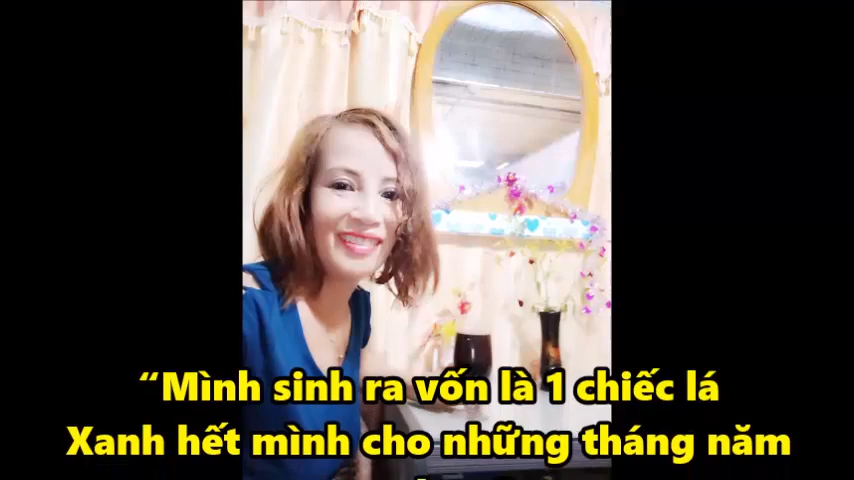 “Mình sinh ra vốn là 1 chiếc lá
Xanh hết mình cho những tháng năm